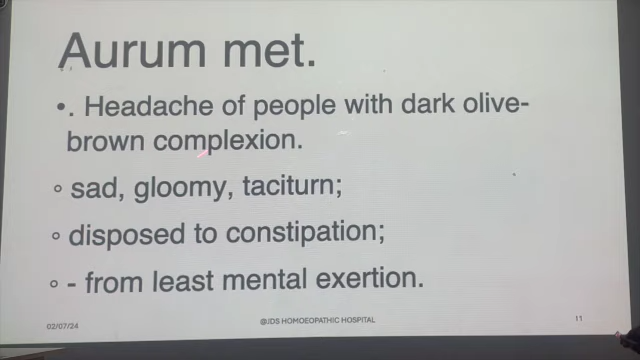 Aurum met.
•. Headache of people with dark olive-
brown complexion.
◦ sad, gloomy, taciturn;
◦ disposed to constipation;
◦ - from least mental exertion.
02/07/24
@JDS HOMOEOPATHIC HOSPITAL
11